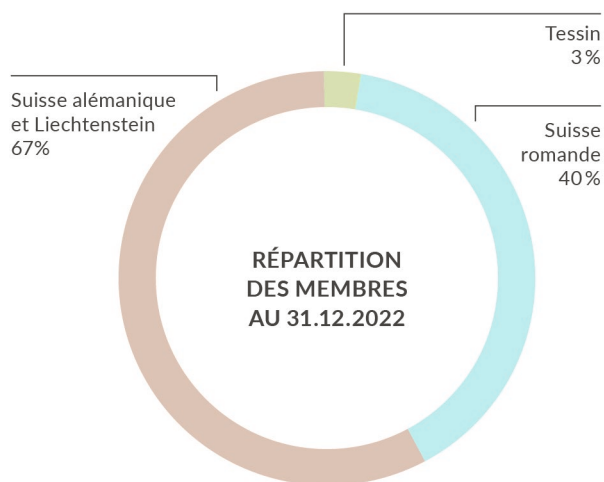 Tessin
3 %
Suisse alémanique
et Liechtenstein
67%
Suisse
romande
40 %
RÉPARTITION
DES MEMBRES
AU 31.12.2022